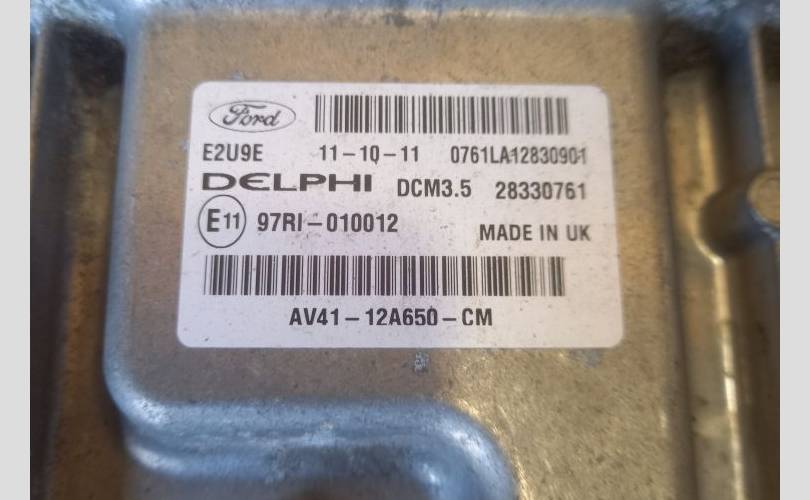 Ford
E2U9E 11-10-11 0761LA12830901
DELPHI DCM3.5 28330761
E11 97RI-010012 MADE IN UK
AV41-12A650-CM